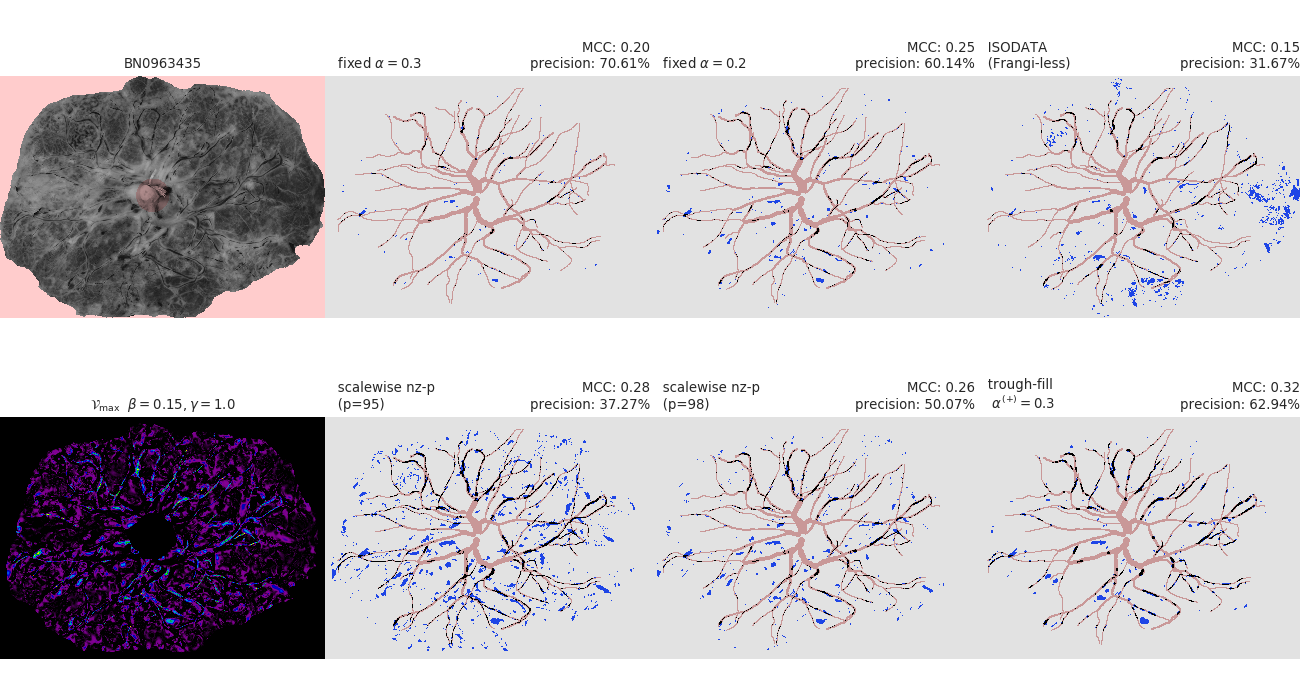 BN0963435
fixed α = 0.3
MCC: 0.20
precision: 70.61%
fixed α = 0.2
MCC: 0.25
precision: 60.14%
ISODATA
(Frangi-less)
MCC: 0.15
precision: 31.67%
𝒱max β = 0.15, γ = 1.0
scalewise nz-p
(p=95)
MCC: 0.28
precision: 37.27%
scalewise nz-p
(p=98)
MCC: 0.26
precision: 50.07%
trough-fill
α(+) = 0.3
MCC: 0.32
precision: 62.94%